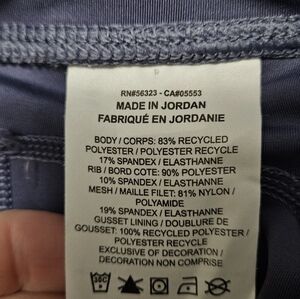 RN#56323 - CA#05553
MADE IN JORDAN
FABRIQUÉ EN JORDANIE
BODY / CORPS: 83% RECYCLED
POLYESTER / POLYESTER RECYCLE
17% SPANDEX / ELASTHANNE
RIB / BORD COTE: 90% POLYESTER
10% SPANDEX / ELASTHANNE
MESH / MAILLE FILET: 81% NYLON /
POLYAMIDE
19% SPANDEX / ELASTHANNE
GUSSET LINING / DOUBLURE DE
GOUSSET: 100% RECYCLED POLYESTER /
POLYESTER RECYCLE
EXCLUSIVE OF DECORATION /
DECORATION NON COMPRISE